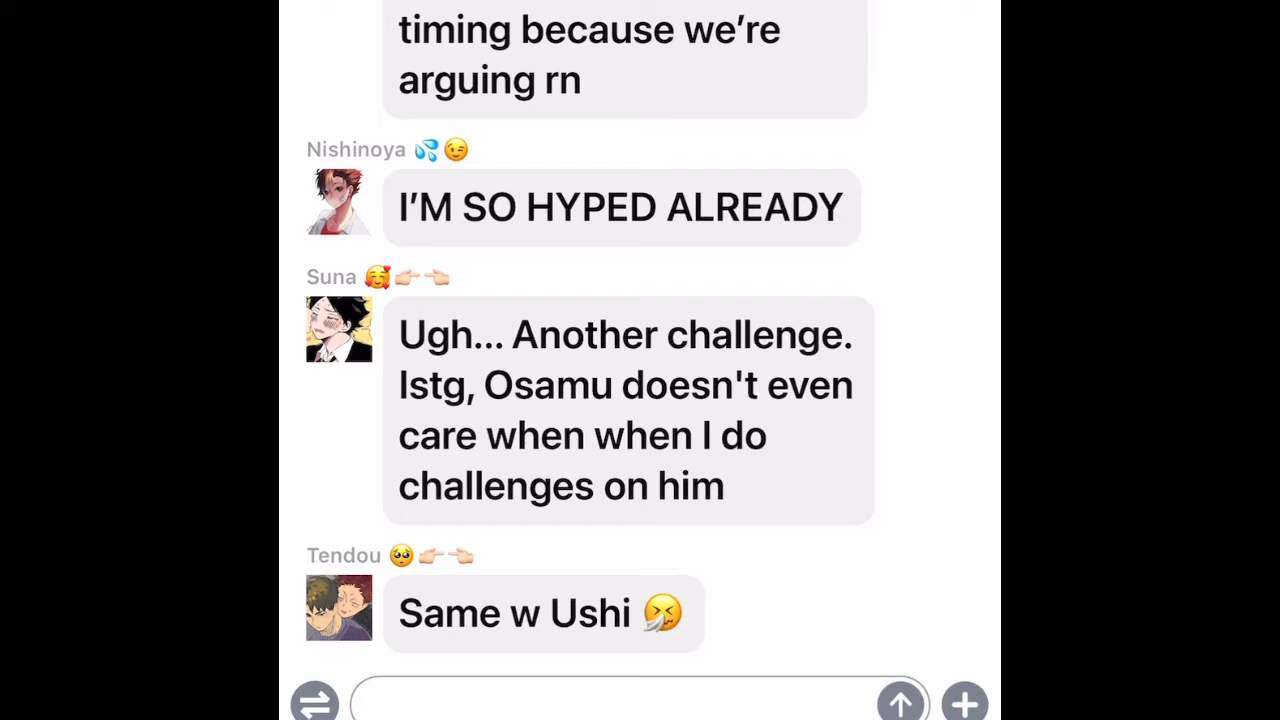 timing because we’re
arguing rn
Nishinoya 💦😉
I’M SO HYPED ALREADY
Suna 🥰👉🏻👈🏻
Ugh... Another challenge.
Istg, Osamu doesn't even
care when when I do
challenges on him
Tendou 🥺👉🏻👈🏻
Same w Ushi 🤧